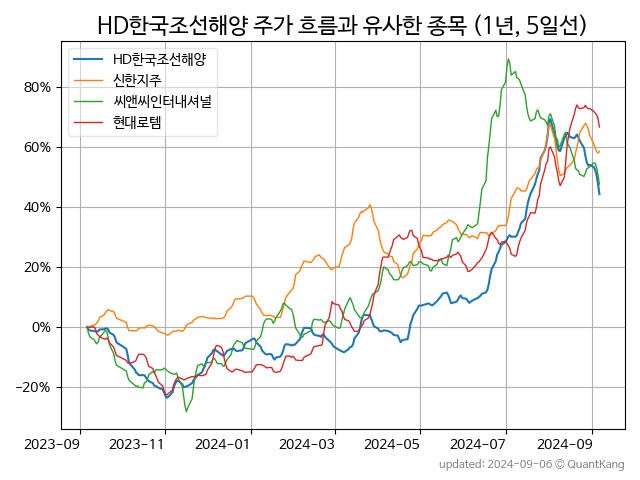 HD한국조선해양 주가 흐름과 유사한 종목 (1년, 5일선)
HD한국조선해양
신한지주
씨앤씨인터내셔널
현대로템
80%
60%
40%
20%
0%
−20%
2023-09
2023-11
2024-01
2024-03
2024-05
2024-07
2024-09
updated: 2024-09-06 © QuantKang